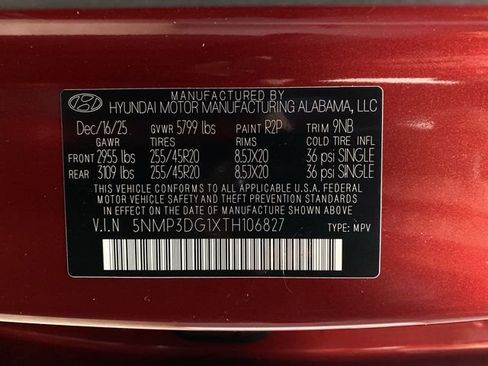 MANUFACTURED BY
HYUNDAI MOTOR MANUFACTURING ALABAMA, LLC
Dec/16/25 GVWR 5799 lbs PAINT R2P TRIM 9NB
GAWR TIRES RIMS COLD TIRE INFL
FRONT 2955 lbs 255/45R20 8.5JX20 36 psi SINGLE
REAR 3109 lbs 255/45R20 8.5JX20 36 psi SINGLE
THIS VEHICLE CONFORMS TO ALL APPLICABLE U.S.A. FEDERAL MOTOR
VEHICLE SAFETY, BUMPER, AND THEFT PREVENTION STANDARDS IN
EFFECT ON THE DATE OF MANUFACTURE SHOWN ABOVE.
V.I.N 5NMP3DG1XTH106827
TYPE: MPV